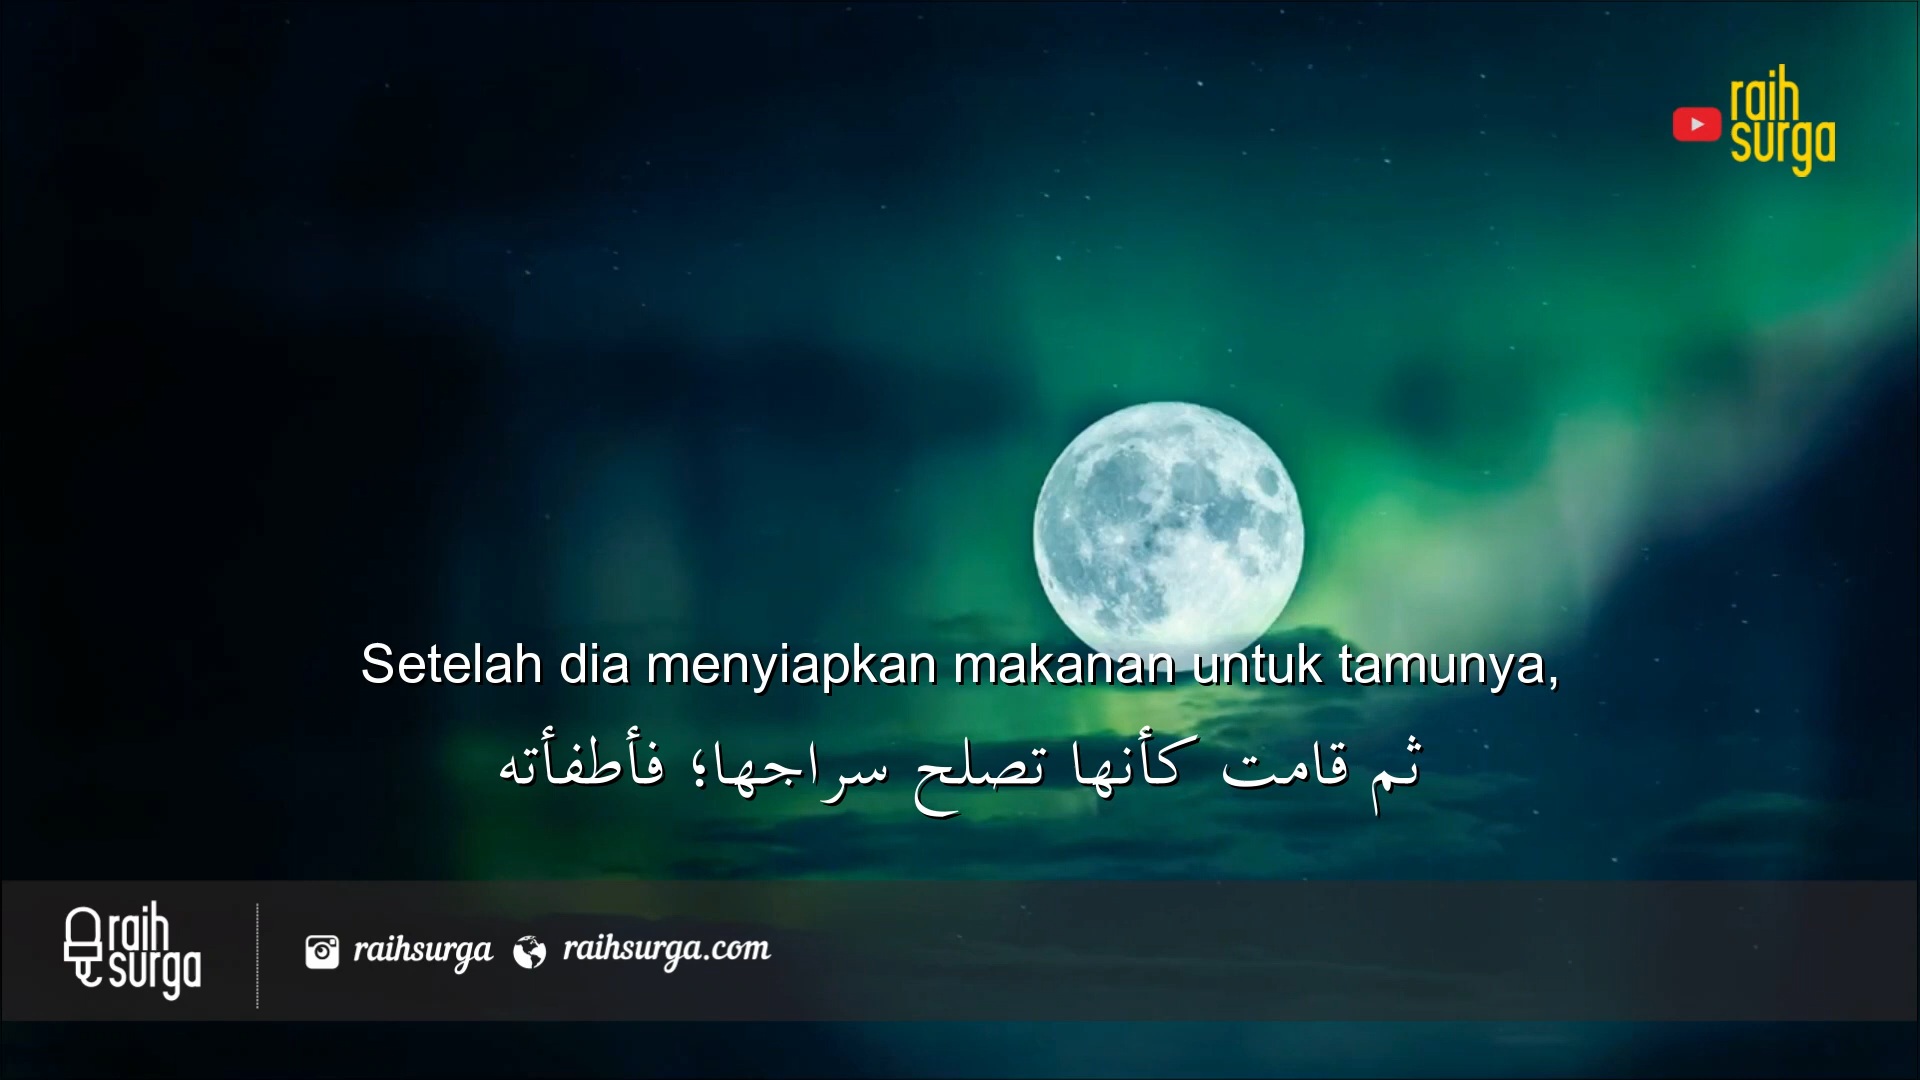 raih
surga
Setelah dia menyiapkan makanan untuk tamunya,
ثم قامت كأنها تصلح سراجها؛ فأطفأته
raih
surga
raihsurga
raihsurga.com